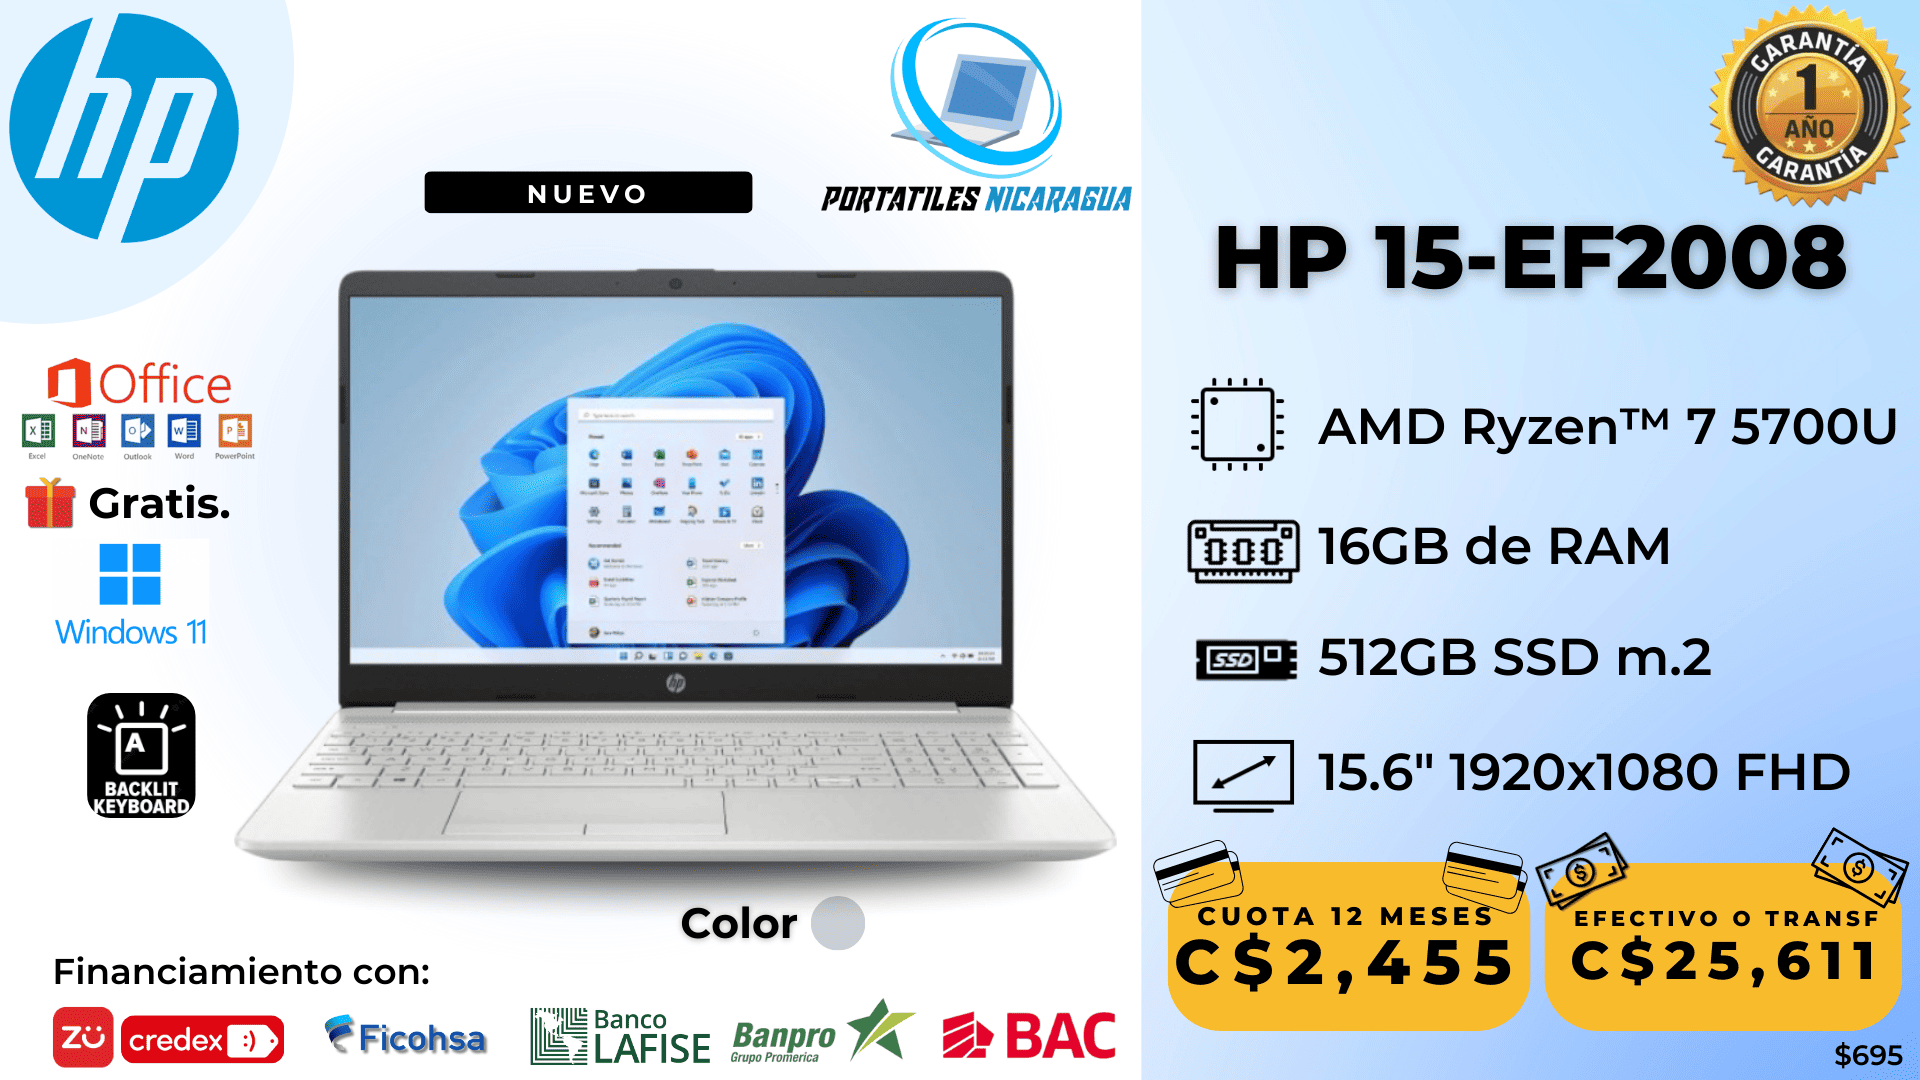 hp
NUEVO
PORTATILES NICARAGUA
GARANTÍA
1
AÑO
GARANTÍA
HP 15-EF2008
Office
Excel
OneNote
Outlook
Word
PowerPoint
Gratis.
Windows 11
A
BACKLIT
KEYBOARD
hp
AMD Ryzen™ 7 5700U
16GB de RAM
SSD
512GB SSD m.2
15.6" 1920x1080 FHD
Color
CUOTA 12 MESES
C$2,455
EFECTIVO O TRANSF
C$25,611
Financiamiento con:
ZU
credex :)
Ficohsa
Banco
LAFISE
Banpro
Grupo Promerica
BAC
$695